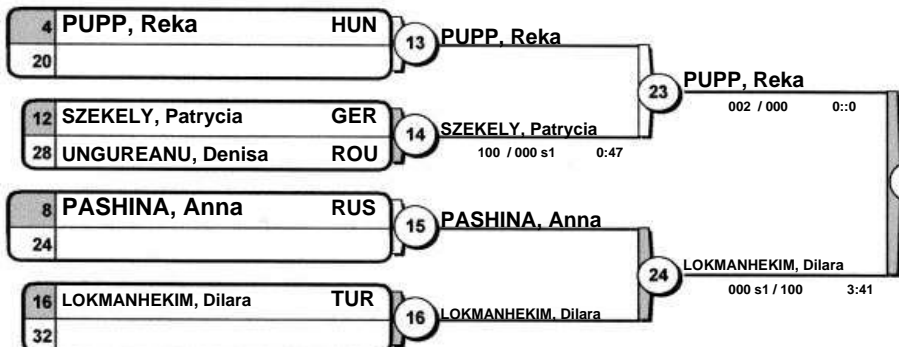 4 PUPP, Reka HUN
20
13 PUPP, Reka
12 SZEKELY, Patrycia GER
28 UNGUREANU, Denisa ROU
14 SZEKELY, Patrycia
100 / 000 s1 0:47
23 PUPP, Reka
002 / 000 0::0
8 PASHINA, Anna RUS
24
15 PASHINA, Anna
16 LOKMANHEKIM, Dilara TUR
32
16 LOKMANHEKIM, Dilara
24 LOKMANHEKIM, Dilara
000 s1 / 100 3:41